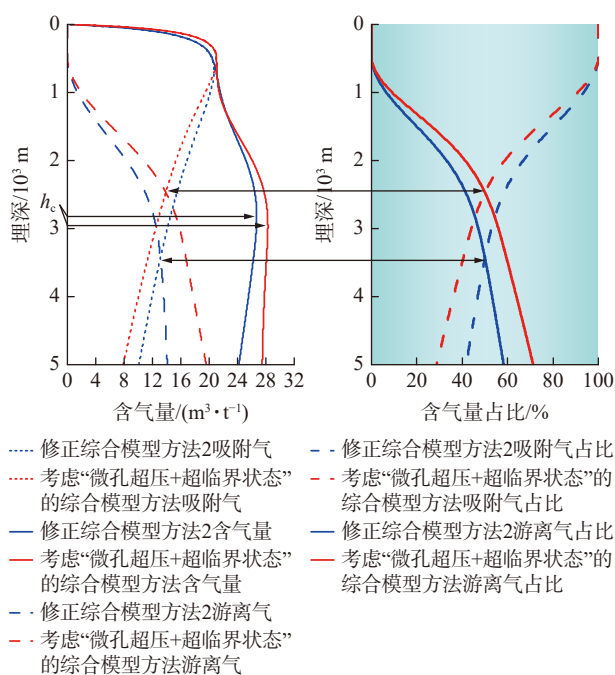 0
1
2
3
4
5
埋深/10³ m
h_c
0 4 8 12 16 20 24 28 32
含气量/(m³·t⁻¹)
0
1
2
3
4
5
埋深/10³ m
0 20 40 60 80 100
含气量占比/%
修正综合模型方法2吸附气
考虑“微孔超压+超临界状态”
的综合模型方法吸附气
修正综合模型方法2含气量
考虑“微孔超压+超临界状态”
的综合模型方法含气量
修正综合模型方法2游离气
考虑“微孔超压+超临界状态”
的综合模型方法游离气
修正综合模型方法2吸附气占比
考虑“微孔超压+超临界状态”的
综合模型方法吸附气占比
修正综合模型方法2游离气占比
考虑“微孔超压+超临界状态”的
综合模型方法游离气占比